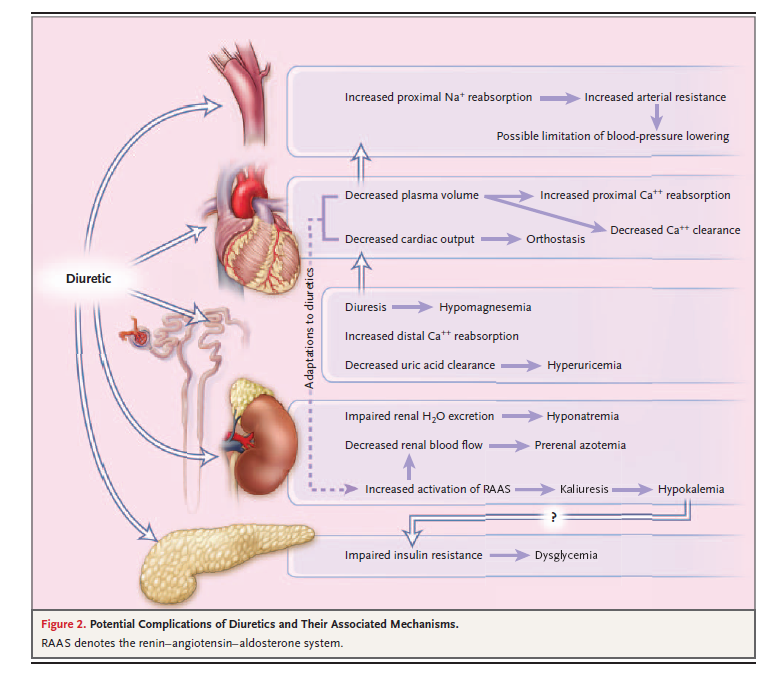 Increased proximal Na+ reabsorption Increased arterial resistance
Possible limitation of blood-pressure lowering
Decreased plasma volume Increased proximal Ca++ reabsorption
Decreased Ca++ clearance
Decreased cardiac output Orthostasis
Diuretic
Adaptations to diuretics
Diuresis Hypomagnesemia
Increased distal Ca++ reabsorption
Decreased uric acid clearance Hyperuricemia
Impaired renal H2O excretion Hyponatremia
Decreased renal blood flow Prerenal azotemia
Increased activation of RAAS Kaliuresis Hypokalemia
?
Impaired insulin resistance Dysglycemia
Figure 2. Potential Complications of Diuretics and Their Associated Mechanisms.
RAAS denotes the renin–angiotensin–aldosterone system.